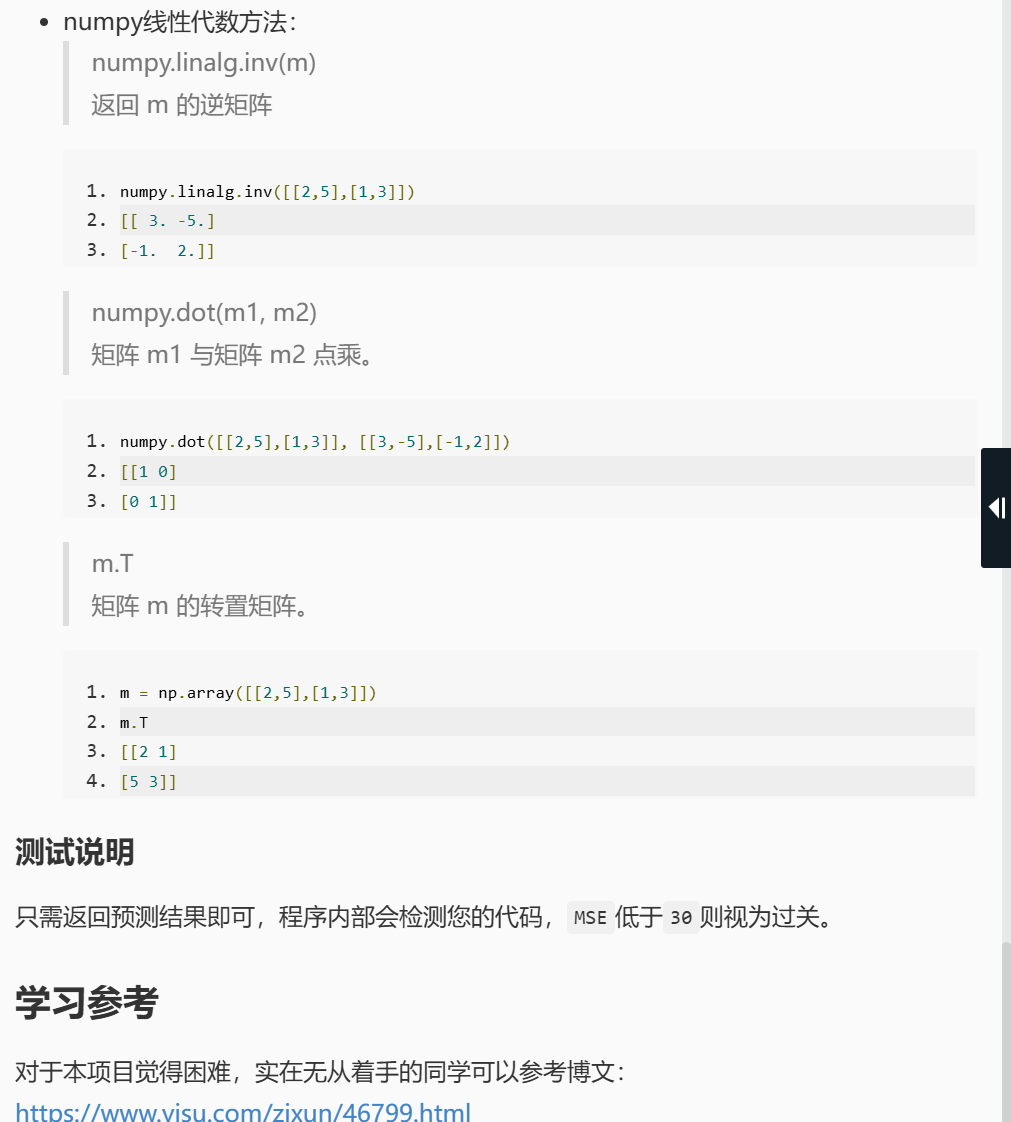 numpy线性代数方法：
numpy.linalg.inv(m)
返回 m 的逆矩阵
1. numpy.linalg.inv([[2,5],[1,3]])
2. [[ 3. -5.]
3. [-1.  2.]]
numpy.dot(m1, m2)
矩阵 m1 与矩阵 m2 点乘。
1. numpy.dot([[2,5],[1,3]], [[3,-5],[-1,2]])
2. [[1 0]
3. [0 1]]
m.T
矩阵 m 的转置矩阵。
1. m = np.array([[2,5],[1,3]])
2. m.T
3. [[2 1]
4. [5 3]]
测试说明
只需返回预测结果即可，程序内部会检测您的代码， MSE 低于 30 则视为过关。
学习参考
对于本项目觉得困难，实在无从着手的同学可以参考博文：
https://www.visu.com/zixun/46799.html